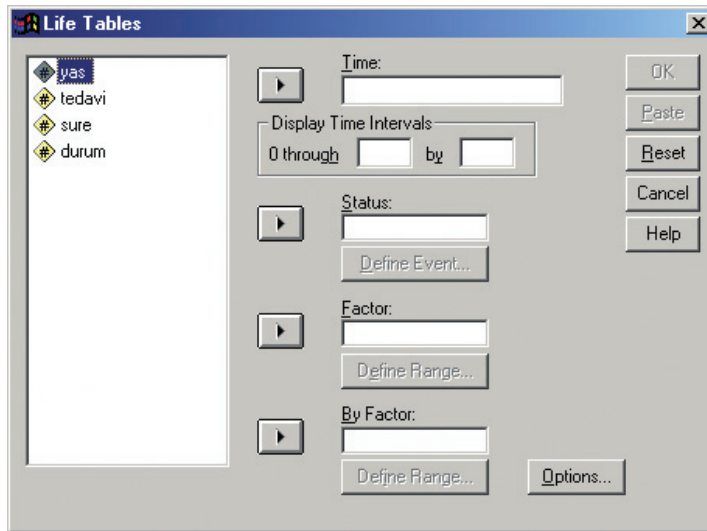 Life Tables
yas
tedavi
sure
durum
Time:
Display Time Intervals
0 through by
Status:
Define Event...
Factor:
Define Range...
By Factor:
Define Range...
Options...
OK
Paste
Reset
Cancel
Help